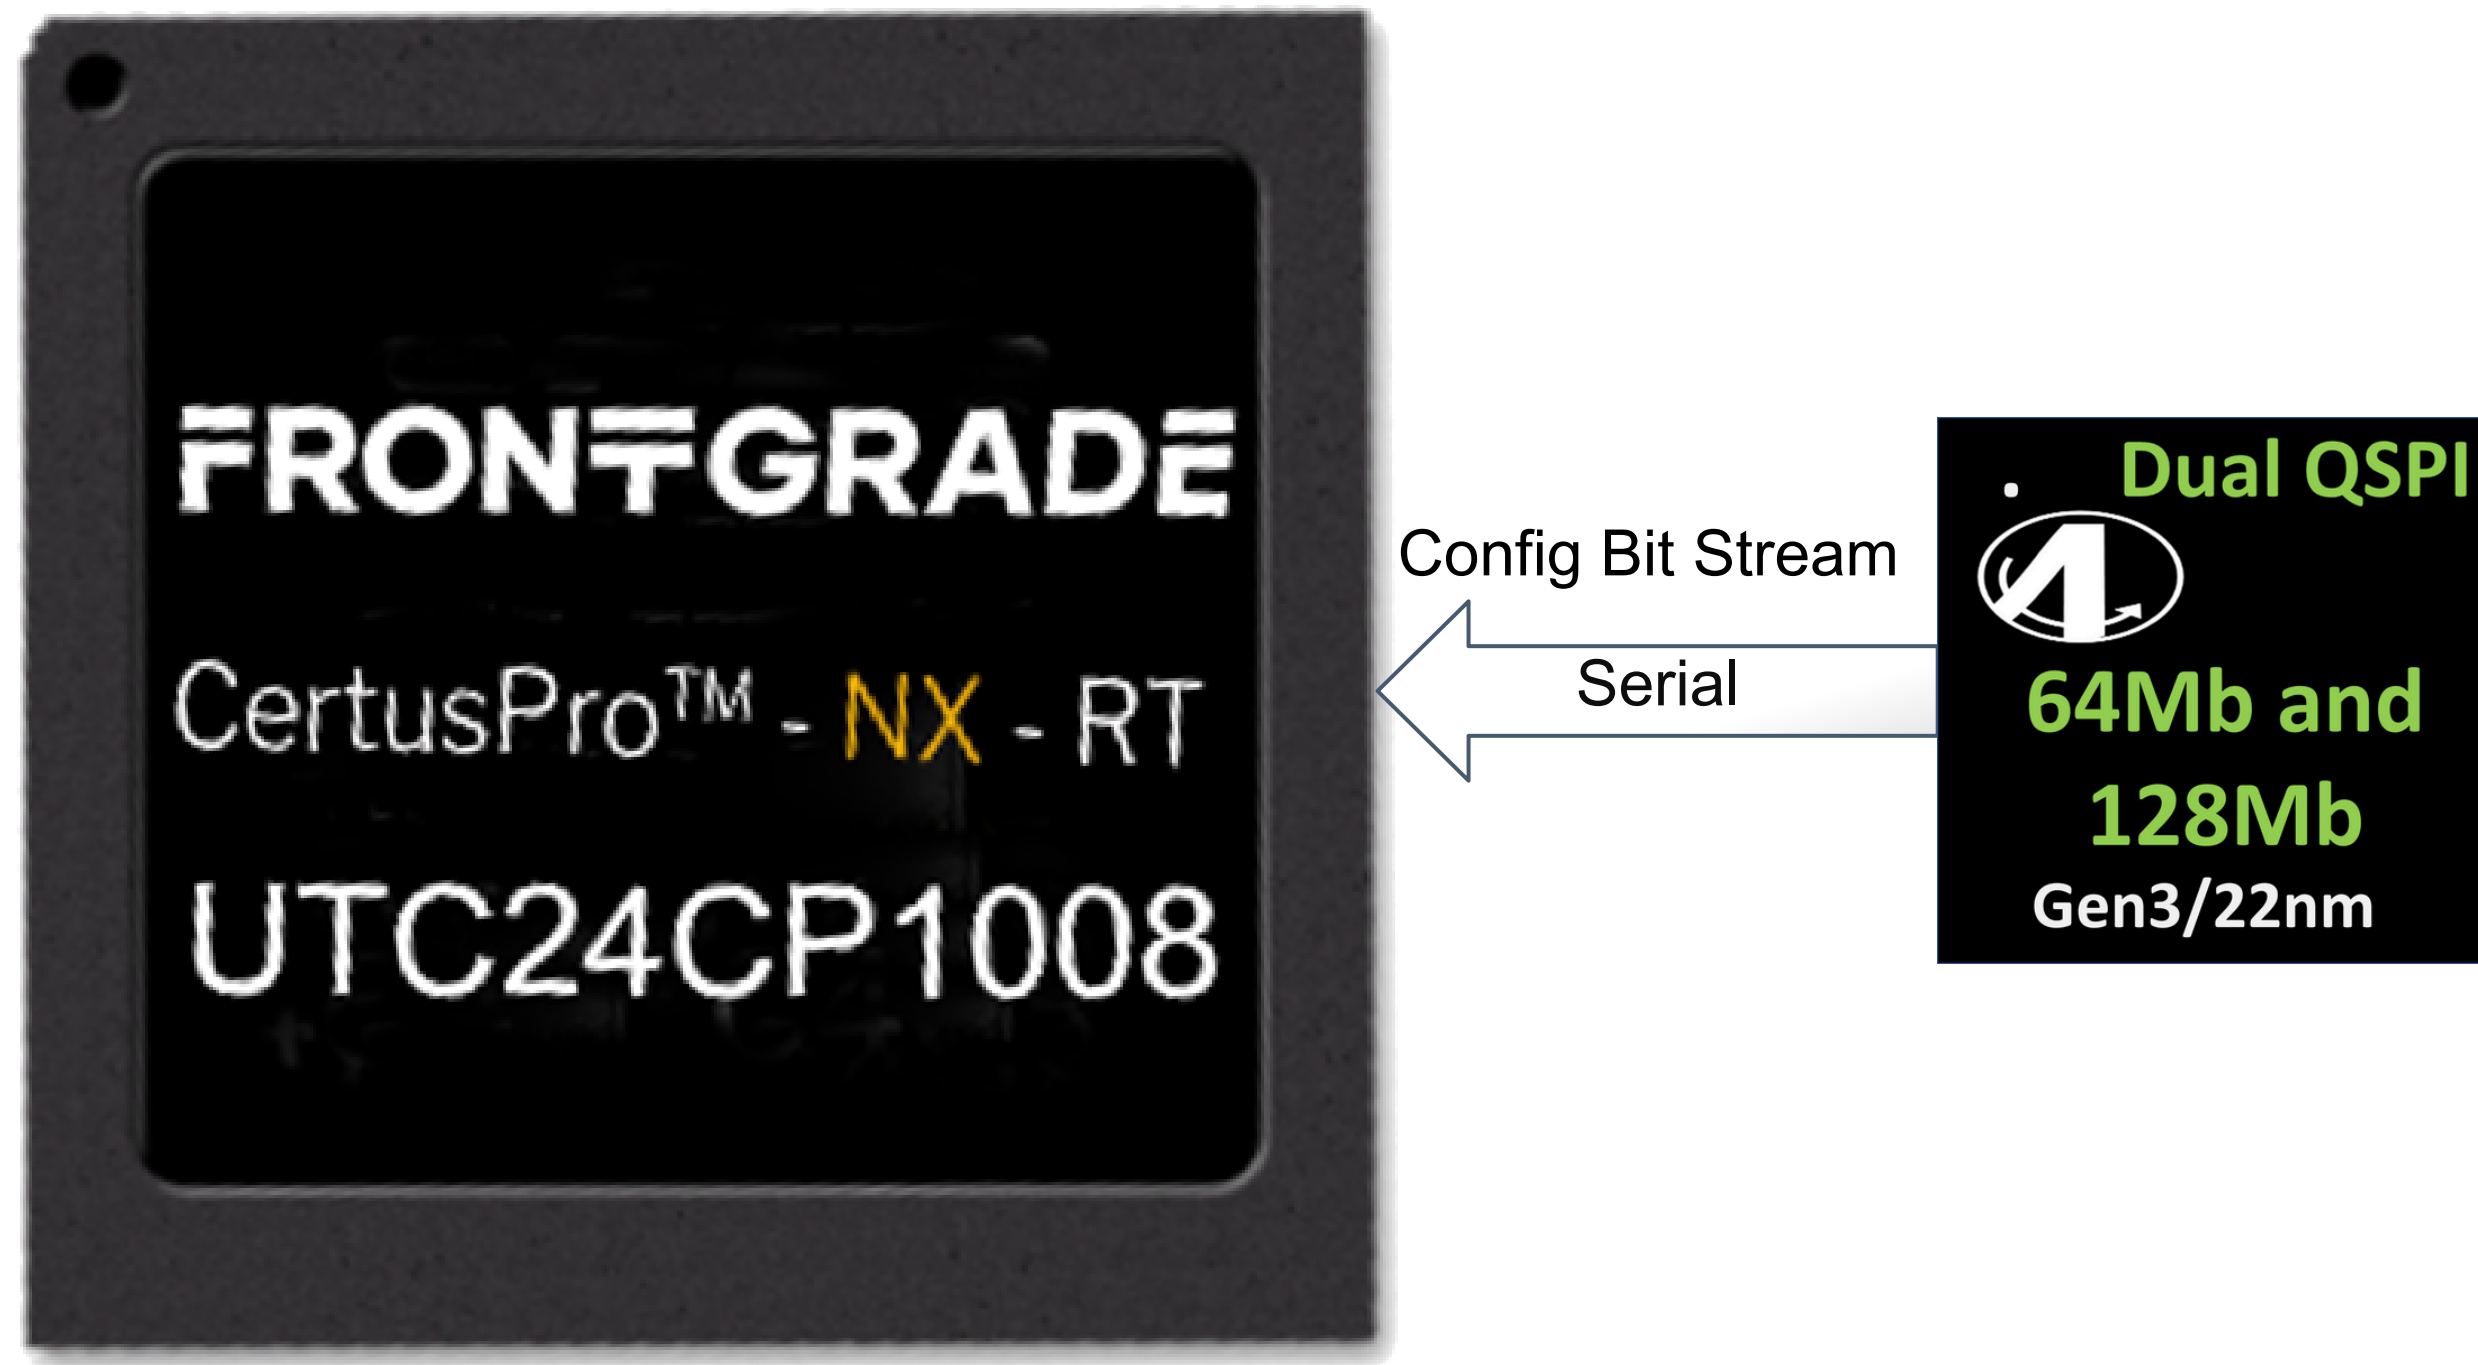 FRONTGRADE
CertusPro™ - NX - RT
UTC24CP1008
Config Bit Stream
Serial
. Dual QSPI
64Mb and
128Mb
Gen3/22nm